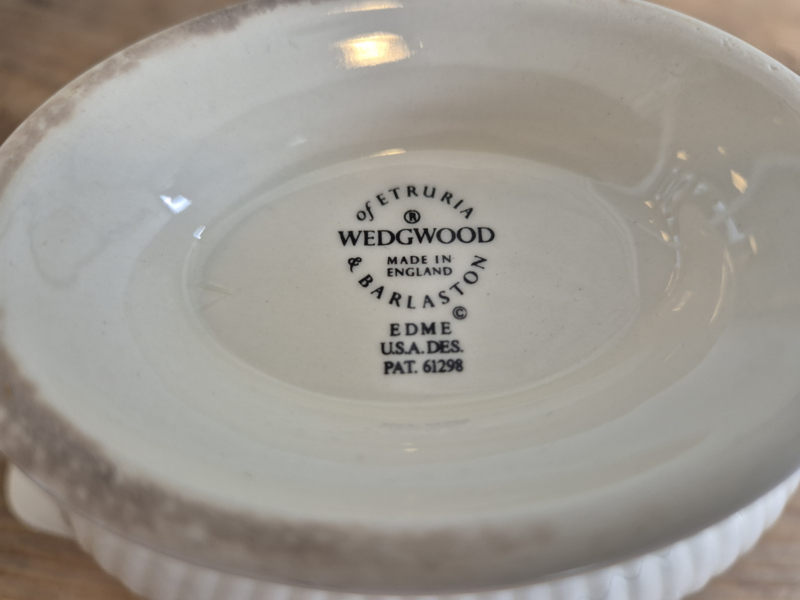 of ETRURIA
®
WEDGWOOD
MADE IN
ENGLAND
& BARLASTON
©
EDME
U.S.A. DES.
PAT. 61298